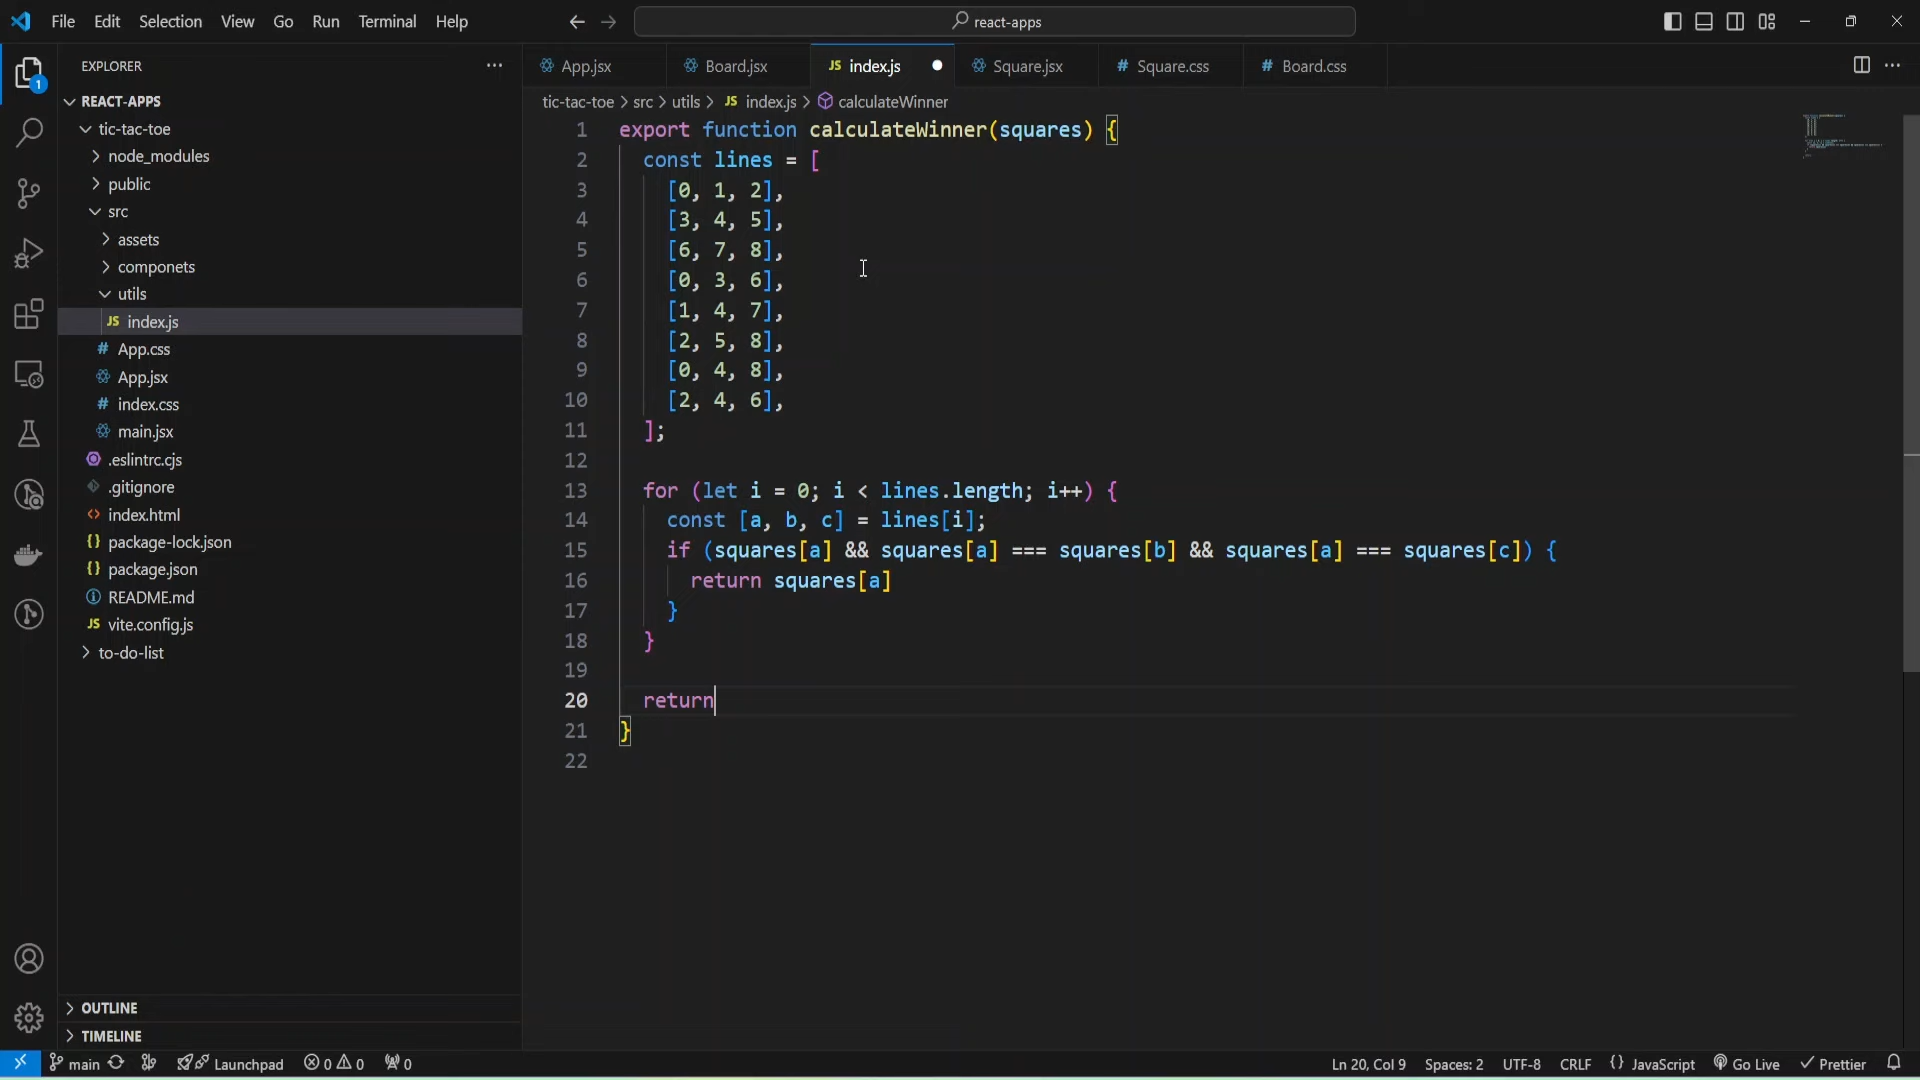 File Edit Selection View Go Run Terminal Help
react-apps
EXPLORER
REACT-APPS
tic-tac-toe
node_modules
public
src
assets
componets
utils
JS index.js
# App.css
App.jsx
# index.css
main.jsx
.eslintrc.cjs
.gitignore
<> index.html
{} package-lock.json
{} package.json
README.md
JS vite.config.js
to-do-list
OUTLINE
TIMELINE
1
App.jsx Board.jsx JS index.js Square.jsx # Square.css # Board.css
tic-tac-toe > src > utils > JS index.js > calculateWinner
1 export function calculateWinner(squares) {
2 const lines = [
3 [0, 1, 2],
4 [3, 4, 5],
5 [6, 7, 8],
6 [0, 3, 6],
7 [1, 4, 7],
8 [2, 5, 8],
9 [0, 4, 8],
10 [2, 4, 6],
11 ];
12
13 for (let i = 0; i < lines.length; i++) {
14 const [a, b, c] = lines[i];
15 if (squares[a] && squares[a] === squares[b] && squares[a] === squares[c]) {
16 return squares[a]
17 }
18 }
19
20 return
21 }
22
main Launchpad 0 0 0 Ln 20, Col 9 Spaces: 2 UTF-8 CRLF {} JavaScript Go Live Prettier